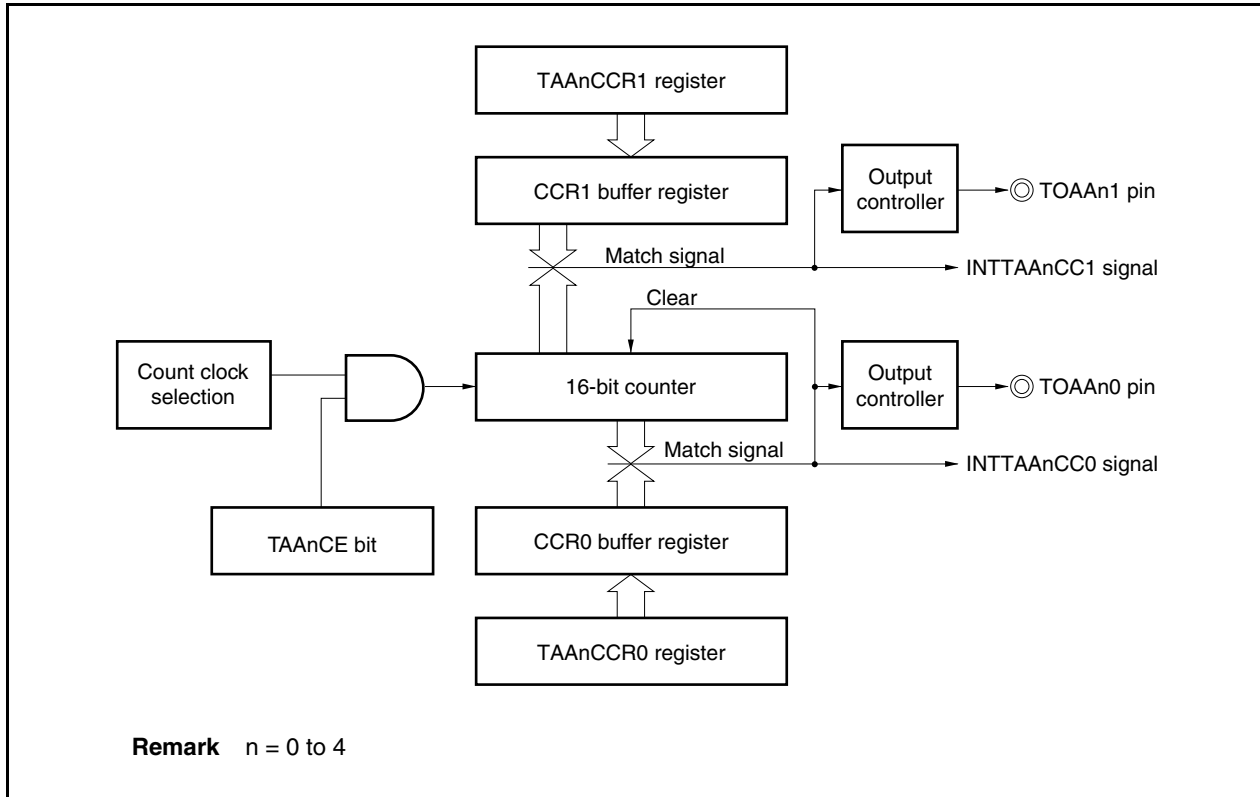 TAAnCCR1 register
CCR1 buffer register
Output
controller
TOAAn1 pin
Match signal
INTTAAnCC1 signal
Clear
Count clock
selection
16-bit counter
Output
controller
TOAAn0 pin
Match signal
INTTAAnCC0 signal
TAAnCE bit
CCR0 buffer register
TAAnCCR0 register
Remark n = 0 to 4